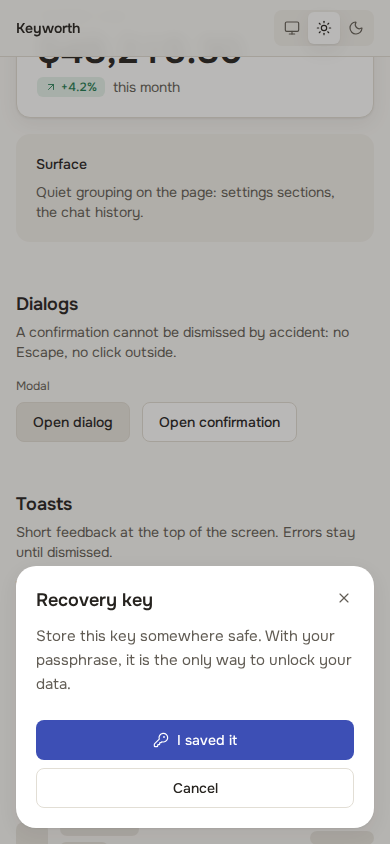 Keyworth
+4.2% this month
Surface
Quiet grouping on the page: settings sections,
the chat history.
Dialogs
A confirmation cannot be dismissed by accident: no
Escape, no click outside.
Modal
Open dialog
Open confirmation
Toasts
Short feedback at the top of the screen. Errors stay
until dismissed.
Recovery key
Store this key somewhere safe. With your
passphrase, it is the only way to unlock your
data.
I saved it
Cancel